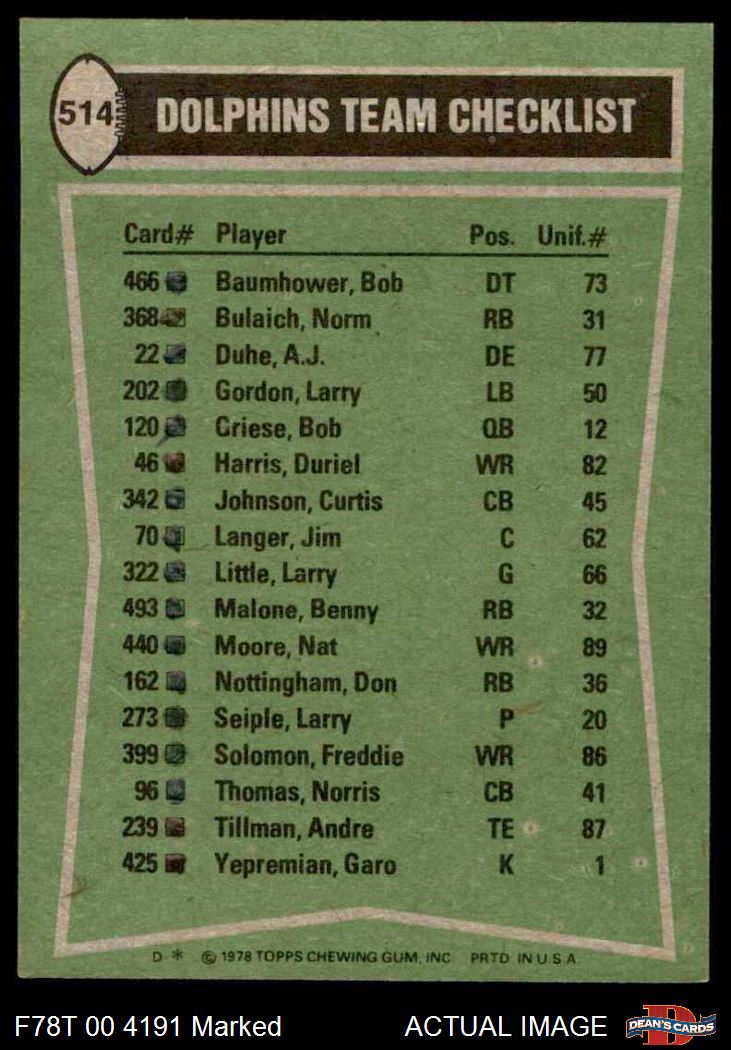 514 DOLPHINS TEAM CHECKLIST
Card# Player Pos. Unif.#
466 Baumhower, Bob DT 73
368 Bulaich, Norm RB 31
22 Duhe, A.J. DE 77
202 Gordon, Larry LB 50
120 Griese, Bob QB 12
46 Harris, Duriel WR 82
342 Johnson, Curtis CB 45
70 Langer, Jim C 62
322 Little, Larry G 66
493 Malone, Benny RB 32
440 Moore, Nat WR 89
162 Nottingham, Don RB 36
273 Seiple, Larry P 20
399 Solomon, Freddie WR 86
96 Thomas, Norris CB 41
239 Tillman, Andre TE 87
425 Yepremian, Garo K 1
D * © 1978 TOPPS CHEWING GUM, INC. PRTD. IN U.S.A.
F78T 00 4191 Marked ACTUAL IMAGE DEAN'S CARDS